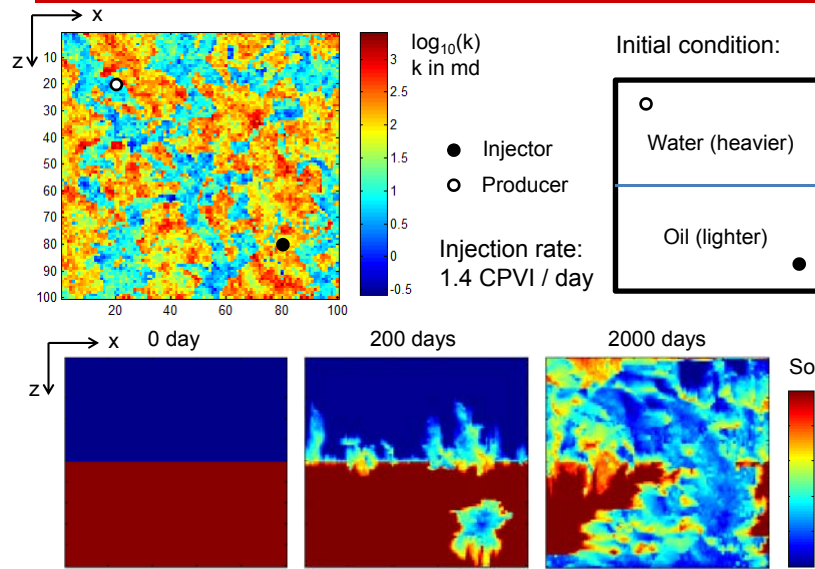 x
z
10
20
30
40
50
60
70
80
90
100
20 40 60 80 100
3
2.5
2
1.5
1
0.5
0
-0.5
log10(k)
k in md
Injector
Producer
Injection rate:
1.4 CPVI / day
Initial condition:
Water (heavier)
Oil (lighter)
x
z
0 day
200 days
2000 days
So